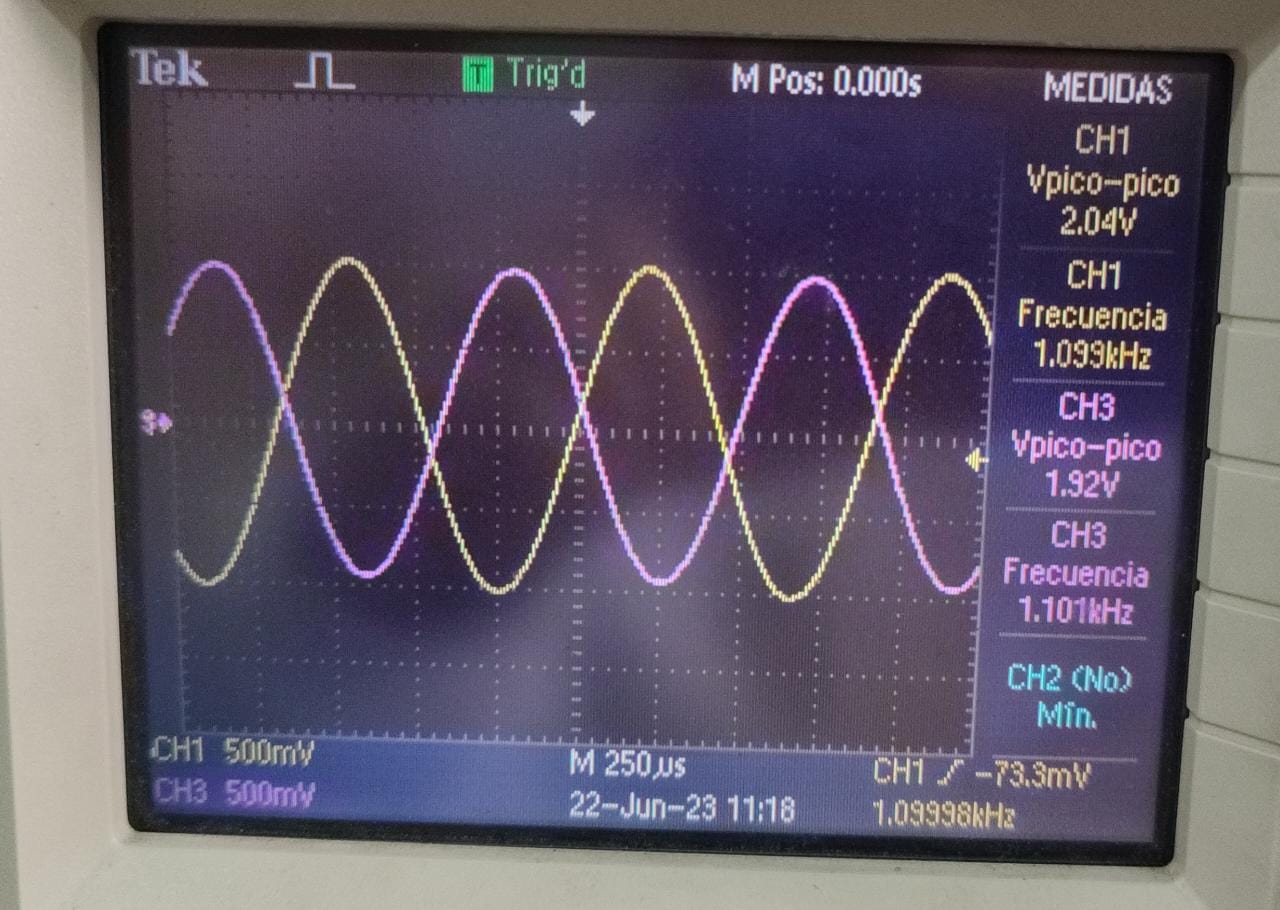 Tek Trig'd M Pos: 0.000s MEDIDAS
CH1
Vpico-pico
2.04V
CH1
Frecuencia
1.099kHz
CH3
Vpico-pico
1.92V
CH3
Frecuencia
1.101kHz
CH2 (No)
Mín.
3
CH1 500mV M 250µs CH1 -73.3mV
CH3 500mV 22-Jun-23 11:18 1.09998kHz